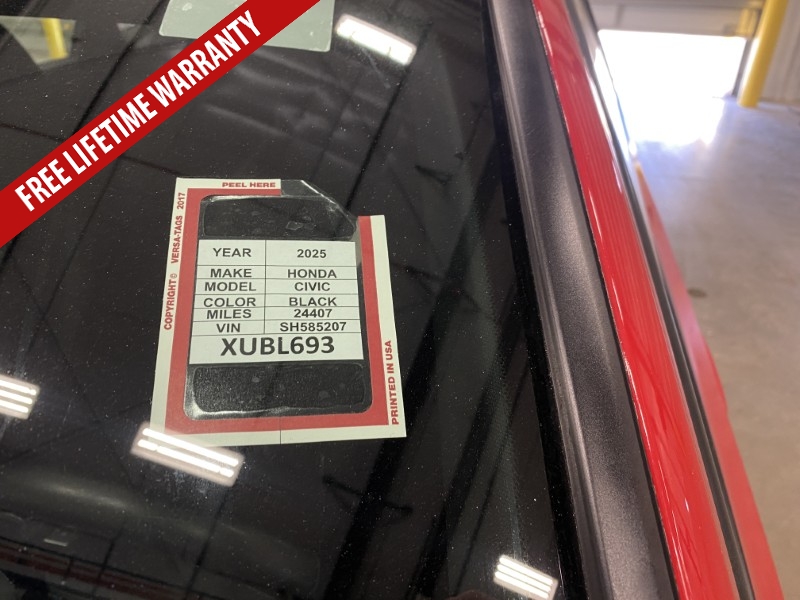 FREE LIFETIME WARRANTY
PEEL HERE
COPYRIGHT© VERSA-TAGS 2017
YEAR 2025
MAKE HONDA
MODEL CIVIC
COLOR BLACK
MILES 24407
VIN SH585207
XUBL693
PRINTED IN USA